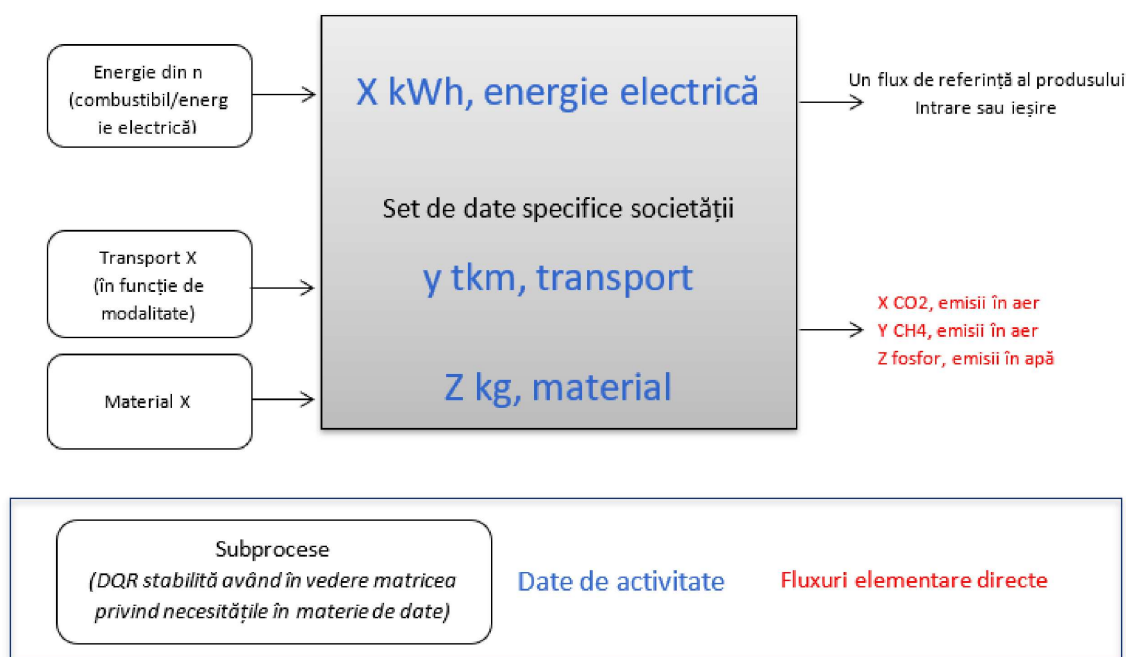 Energie din n
(combustibil/energ
ie electrică)
X kWh, energie electrică
Un flux de referință al produsului
Intrare sau ieșire
Set de date specifice societății
Transport X
(în funcție de
modalitate)
y tkm, transport
X CO2, emisii în aer
Y CH4, emisii în aer
Z fosfor, emisii în apă
Material X
Z kg, material
Subprocese
(DQR stabilită având în vedere matricea
privind necesitățile în materie de date)
Date de activitate
Fluxuri elementare directe